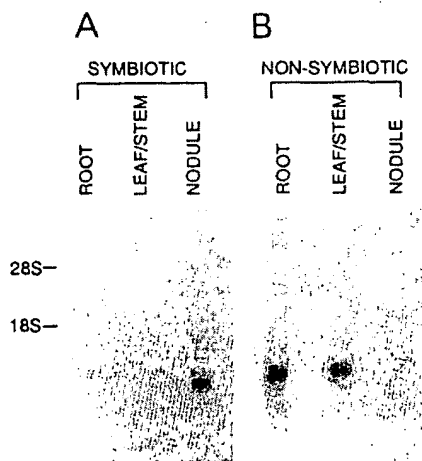 A B
SYMBIOTIC NON-SYMBIOTIC
ROOT LEAF/STEM NODULE ROOT LEAF/STEM NODULE
28S–
18S–